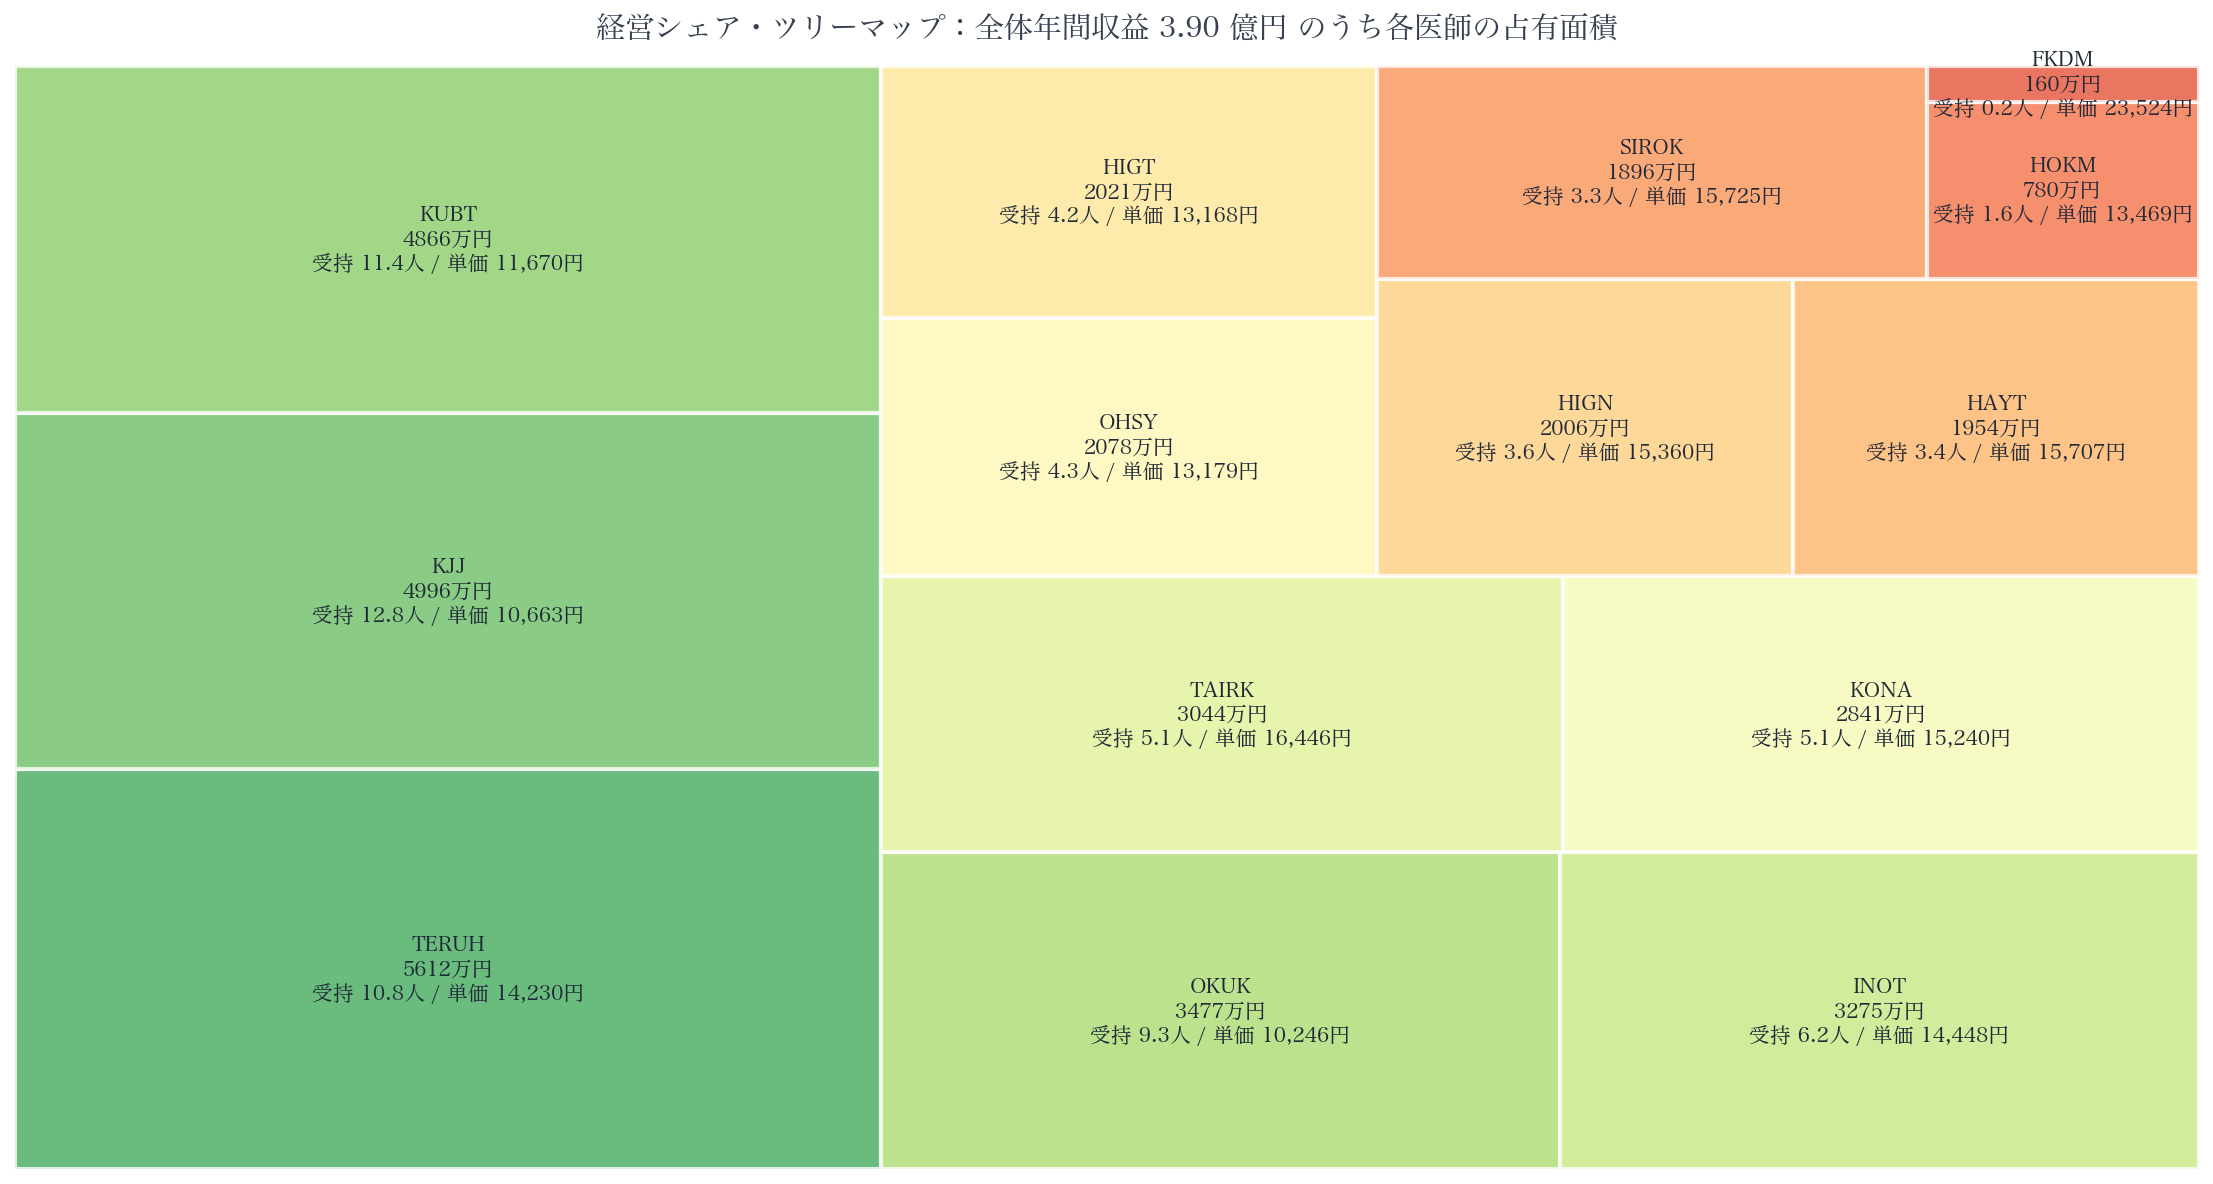 経営シェア・ツリーマップ：全体年間収益 3.90 億円 のうち各医師の占有面積
KUBT
4866万円
受持 11.4人 / 単価 11,670円
KJJ
4996万円
受持 12.8人 / 単価 10,663円
TERUH
5612万円
受持 10.8人 / 単価 14,230円
HIGT
2021万円
受持 4.2人 / 単価 13,168円
OHSY
2078万円
受持 4.3人 / 単価 13,179円
SIROK
1896万円
受持 3.3人 / 単価 15,725円
FKDM
160万円
受持 0.2人 / 単価 23,524円
HOKM
780万円
受持 1.6人 / 単価 13,469円
HIGN
2006万円
受持 3.6人 / 単価 15,360円
HAYT
1954万円
受持 3.4人 / 単価 15,707円
TAIRK
3044万円
受持 5.1人 / 単価 16,446円
KONA
2841万円
受持 5.1人 / 単価 15,240円
OKUK
3477万円
受持 9.3人 / 単価 10,246円
INOT
3275万円
受持 6.2人 / 単価 14,448円